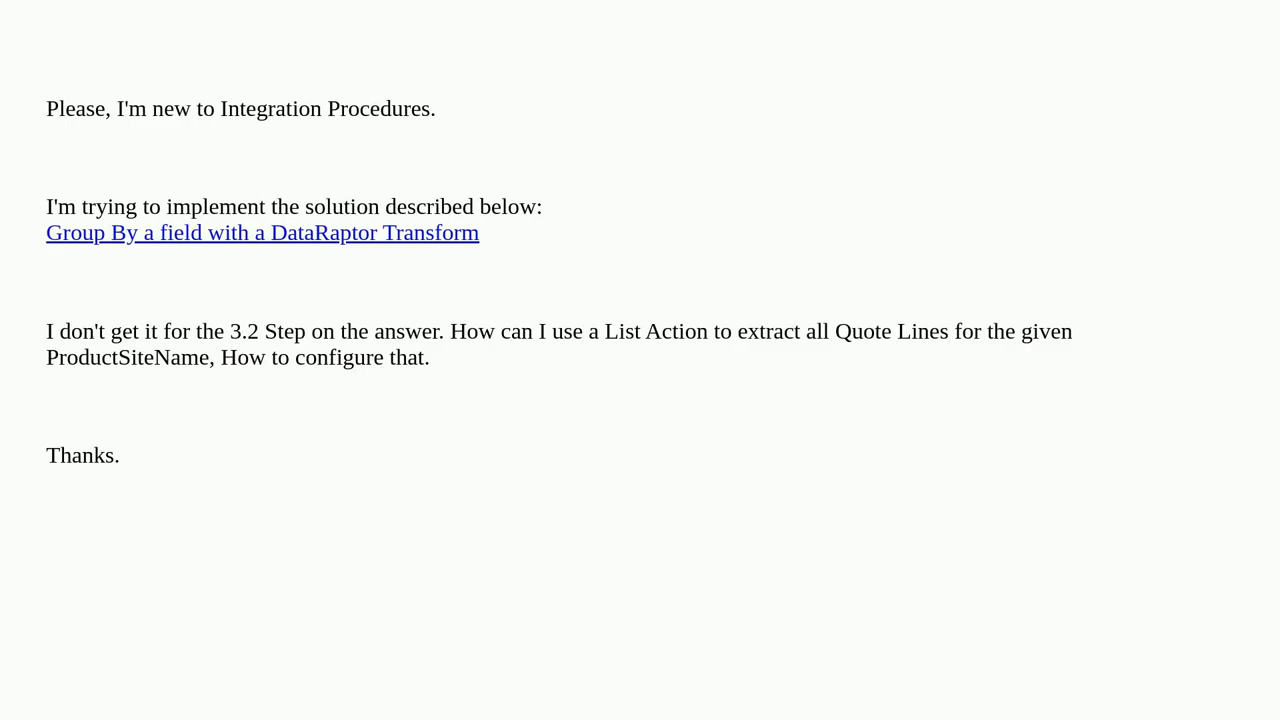 Please, I'm new to Integration Procedures.
I'm trying to implement the solution described below:
Group By a field with a DataRaptor Transform
I don't get it for the 3.2 Step on the answer. How can I use a List Action to extract all Quote Lines for the given
ProductSiteName, How to configure that.
Thanks.